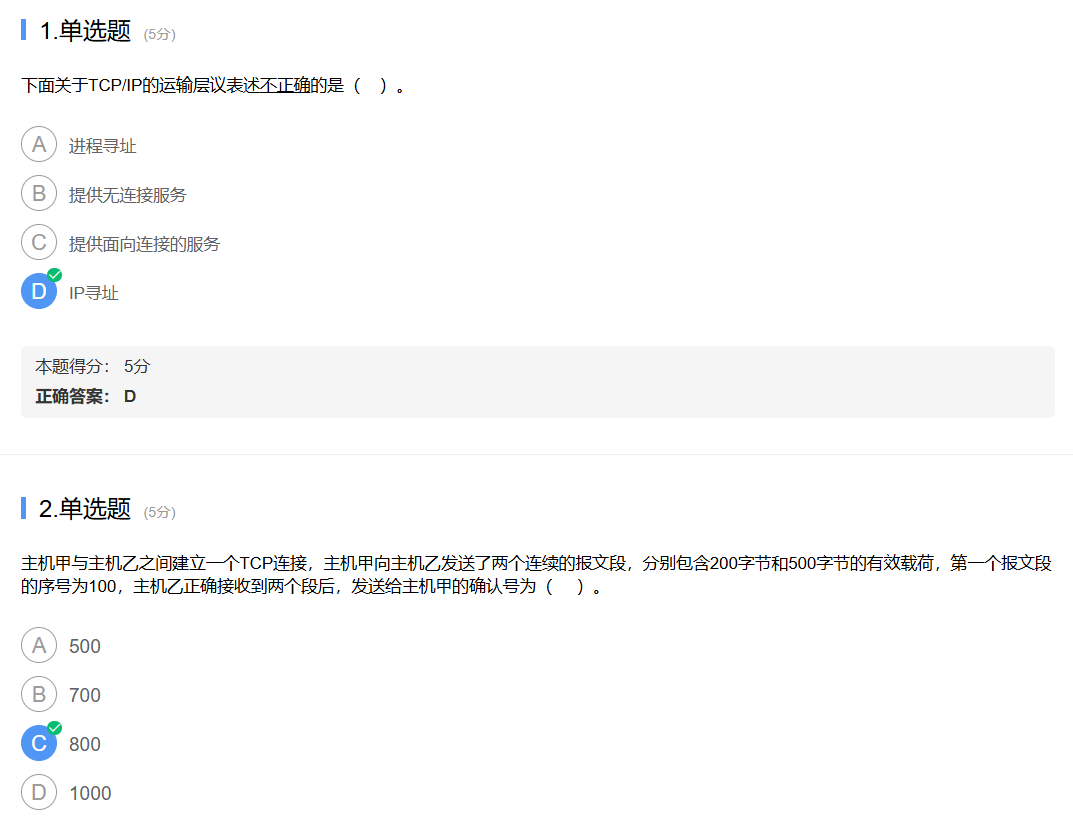 1.单选题 (5分)
下面关于TCP/IP的运输层议表述不正确的是（ ）。
A 进程寻址
B 提供无连接服务
C 提供面向连接的服务
D IP寻址
本题得分： 5分
正确答案： D
2.单选题 (5分)
主机甲与主机乙之间建立一个TCP连接，主机甲向主机乙发送了两个连续的报文段，分别包含200字节和500字节的有效载荷，第一个报文段
的序号为100，主机乙正确接收到两个段后，发送给主机甲的确认号为（ ）。
A 500
B 700
C 800
D 1000